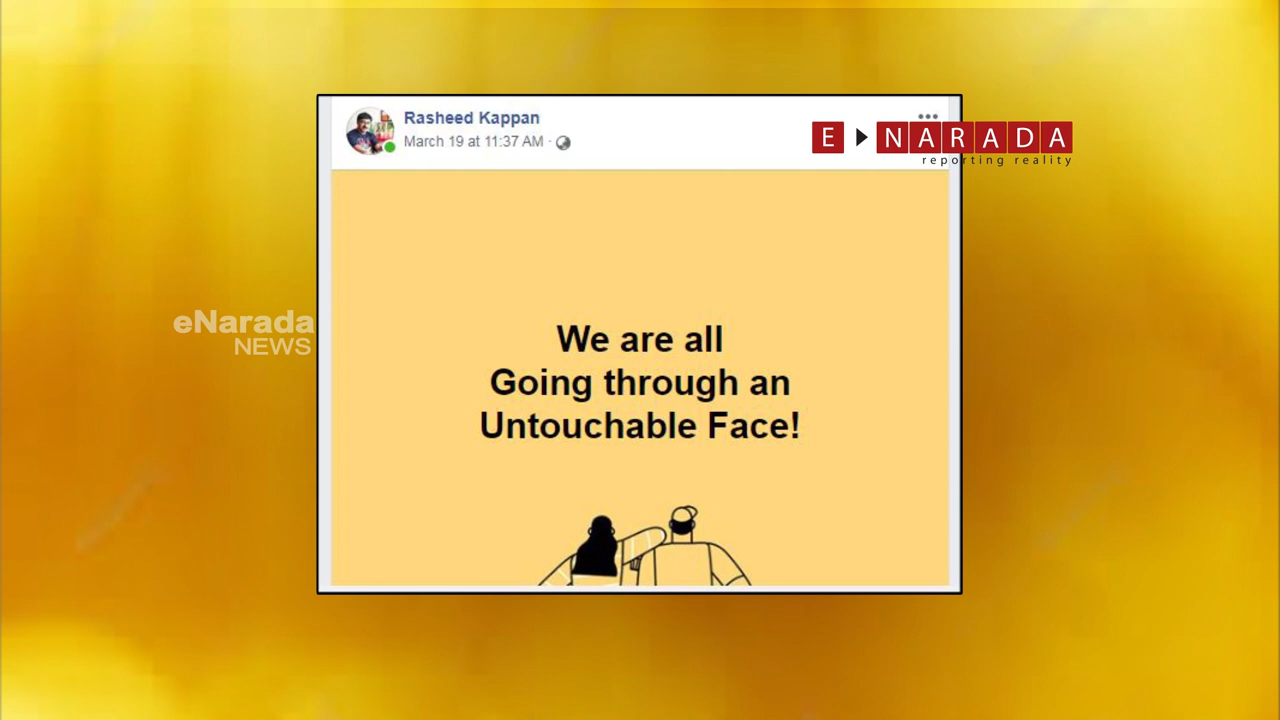 Rasheed Kappan
March 19 at 11:37 AM ·
E NARADA
reporting reality
eNarada
NEWS
We are all
Going through an
Untouchable Face!